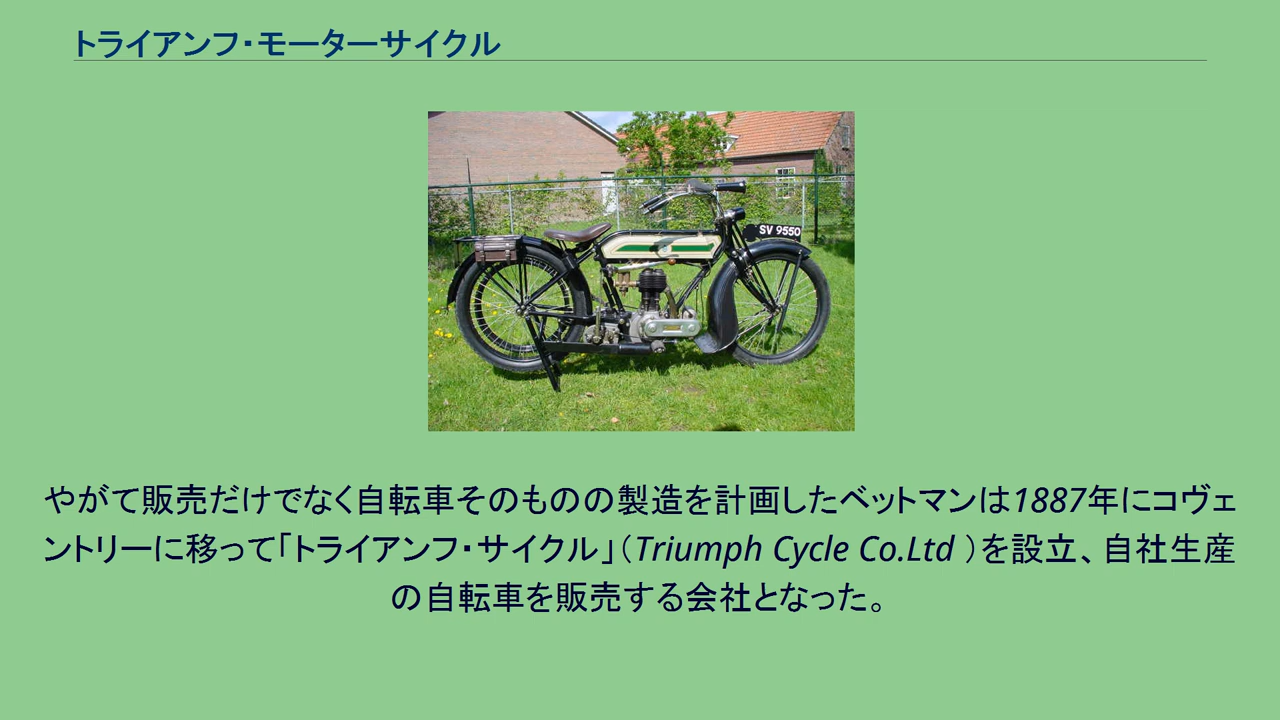 トライアンフ・モーターサイクル
SV 9550
やがて販売だけでなく自転車そのものの製造を計画したベットマンは1887年にコヴェ
ントリーに移って「トライアンフ・サイクル」（Triumph Cycle Co.Ltd ）を設立、自社生産
の自転車を販売する会社となった。